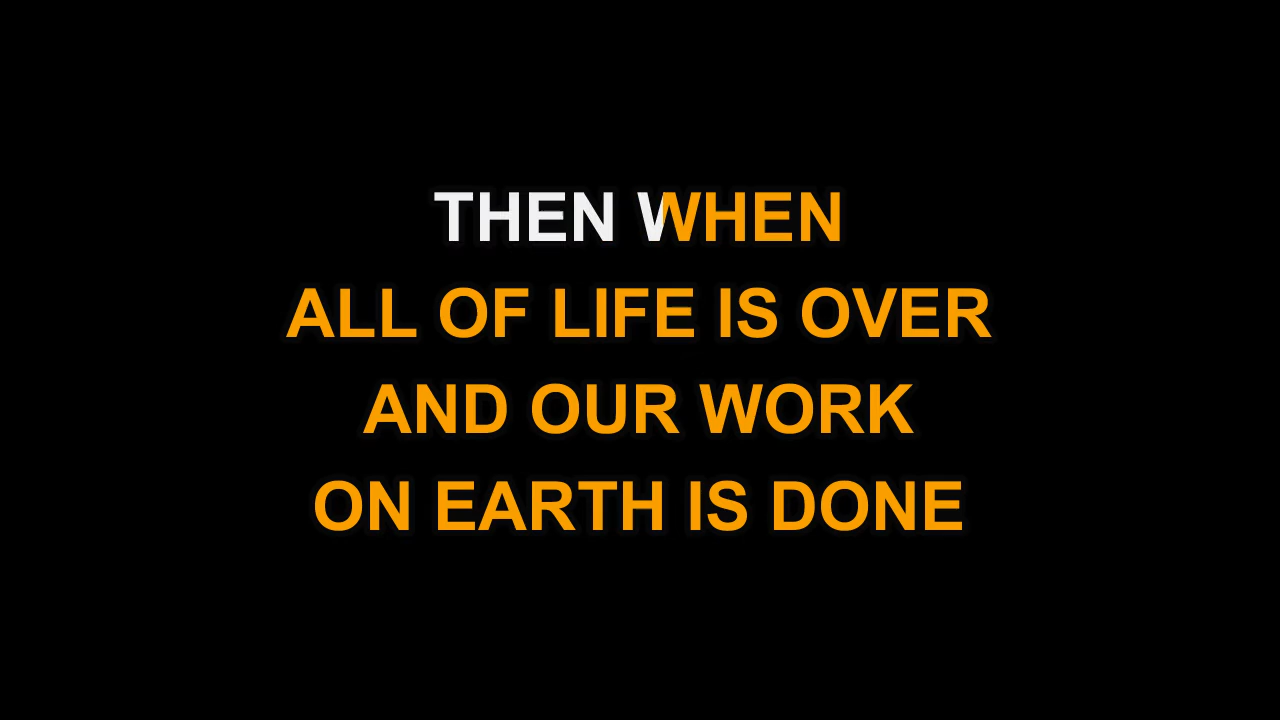 THEN WHEN
ALL OF LIFE IS OVER
AND OUR WORK
ON EARTH IS DONE